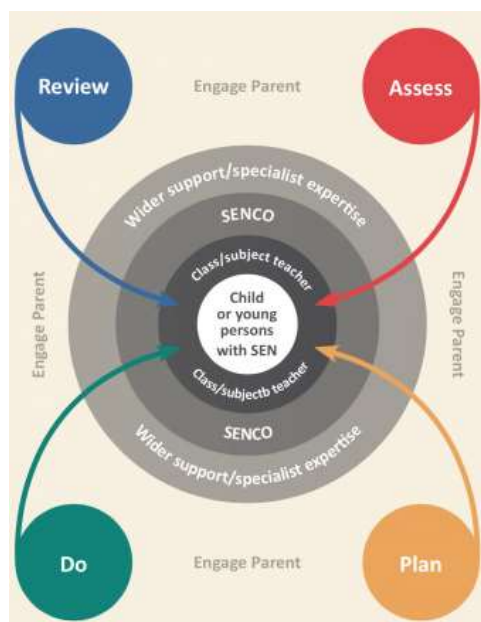 Review
Engage Parent
Assess
Wider support/specialist expertise
SENCO
Class/subject teacher
Child
or young
persons
with SEN
Engage Parent
Engage Parent
Class/subjectb teacher
SENCO
Wider support/specialist expertise
Do
Engage Parent
Plan